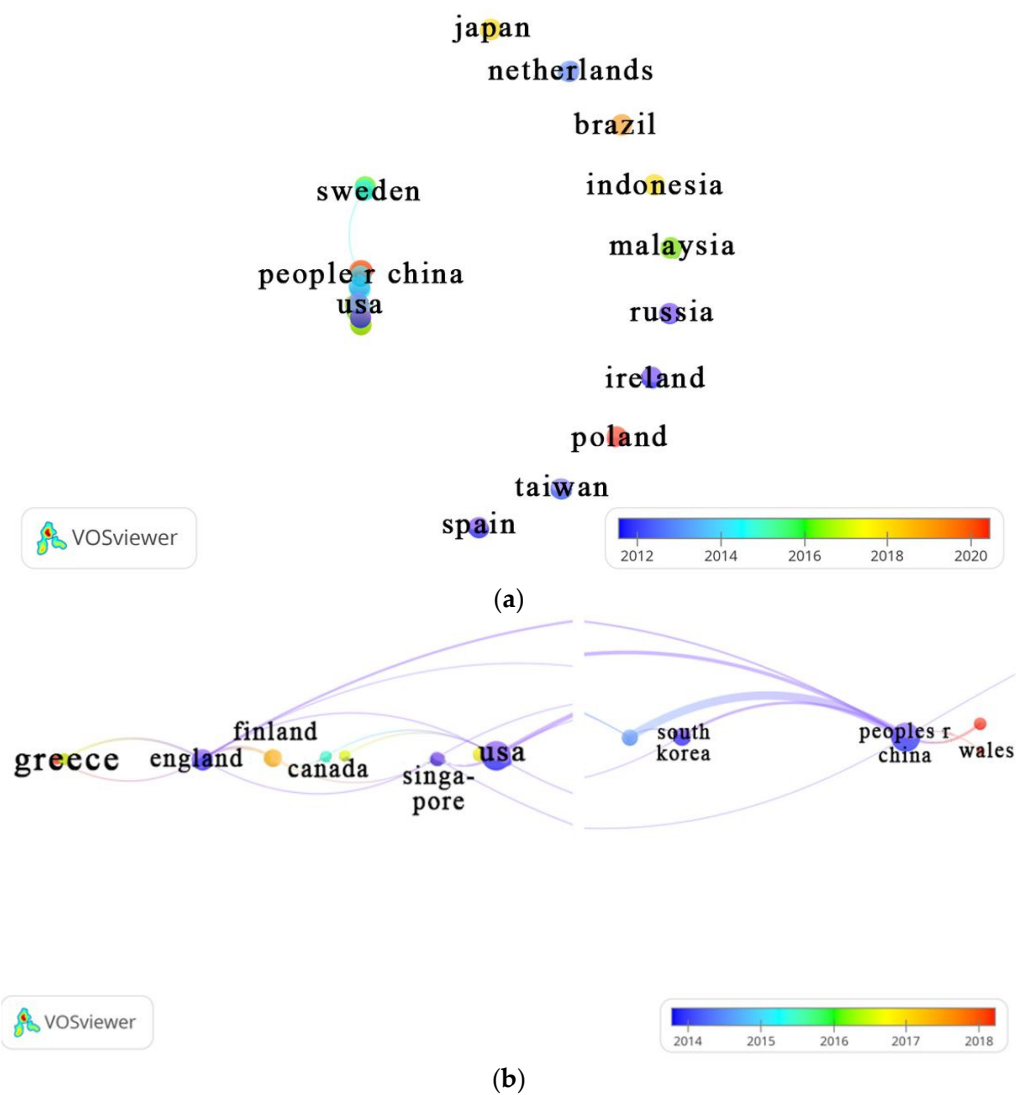 japan
netherlands
brazil
indonesia
sweden
malaysia
people r china
usa
russia
ireland
poland
taiwan
spain
VOSviewer
2012 2014 2016 2018 2020
(a)
finland
greece england canada
singa-
pore
usa
south
korea
peoples r
china
wales
VOSviewer
2014 2015 2016 2017 2018
(b)